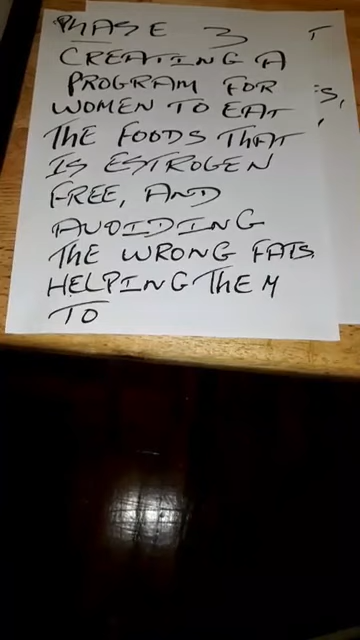 PHASE 3
CREATING A
PROGRAM FOR
WOMEN TO EAT
THE FOODS THAT
IS ESTROGEN
FREE, AND
AVOIDING
THE WRONG FATS
HELPING THEM
TO